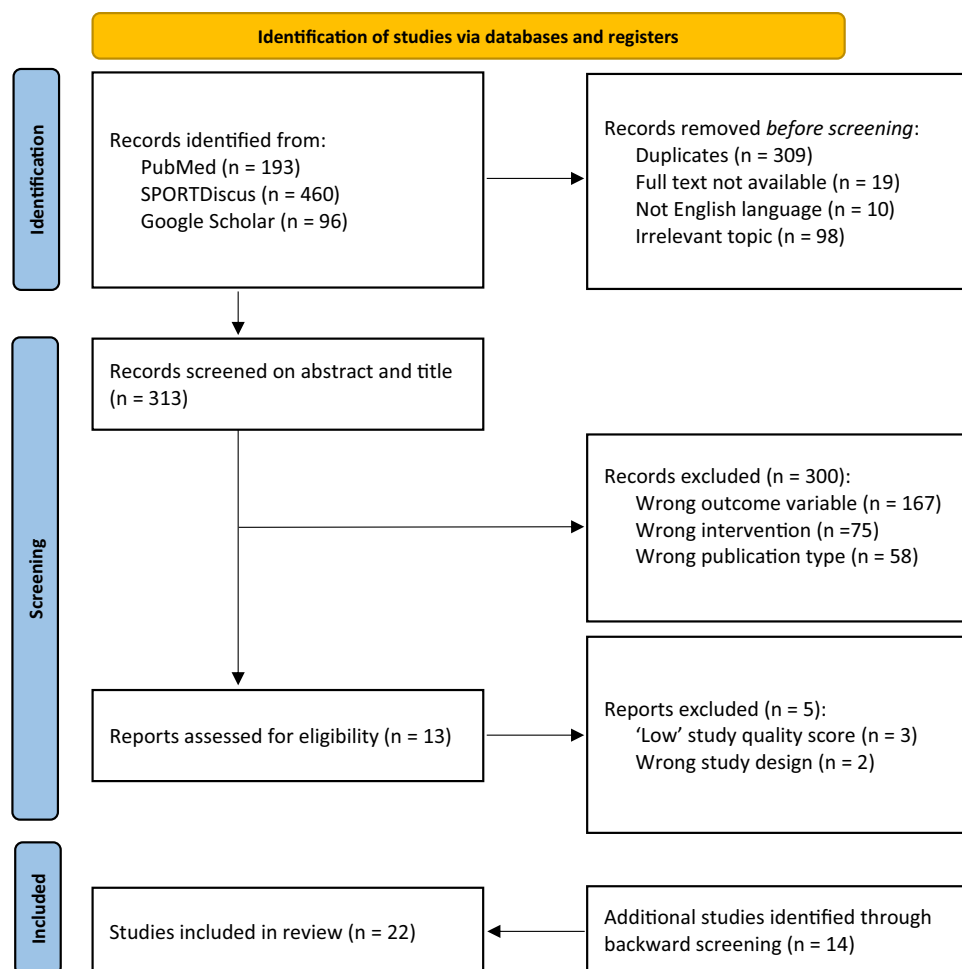 Identification of studies via databases and registers
Identification
Records identified from:
PubMed (n = 193)
SPORTDiscus (n = 460)
Google Scholar (n = 96)
Records removed before screening:
Duplicates (n = 309)
Full text not available (n = 19)
Not English language (n = 10)
Irrelevant topic (n = 98)
Screening
Records screened on abstract and title
(n = 313)
Records excluded (n = 300):
Wrong outcome variable (n = 167)
Wrong intervention (n =75)
Wrong publication type (n = 58)
Reports assessed for eligibility (n = 13)
Reports excluded (n = 5):
‘Low’ study quality score (n = 3)
Wrong study design (n = 2)
Included
Studies included in review (n = 22)
Additional studies identified through
backward screening (n = 14)